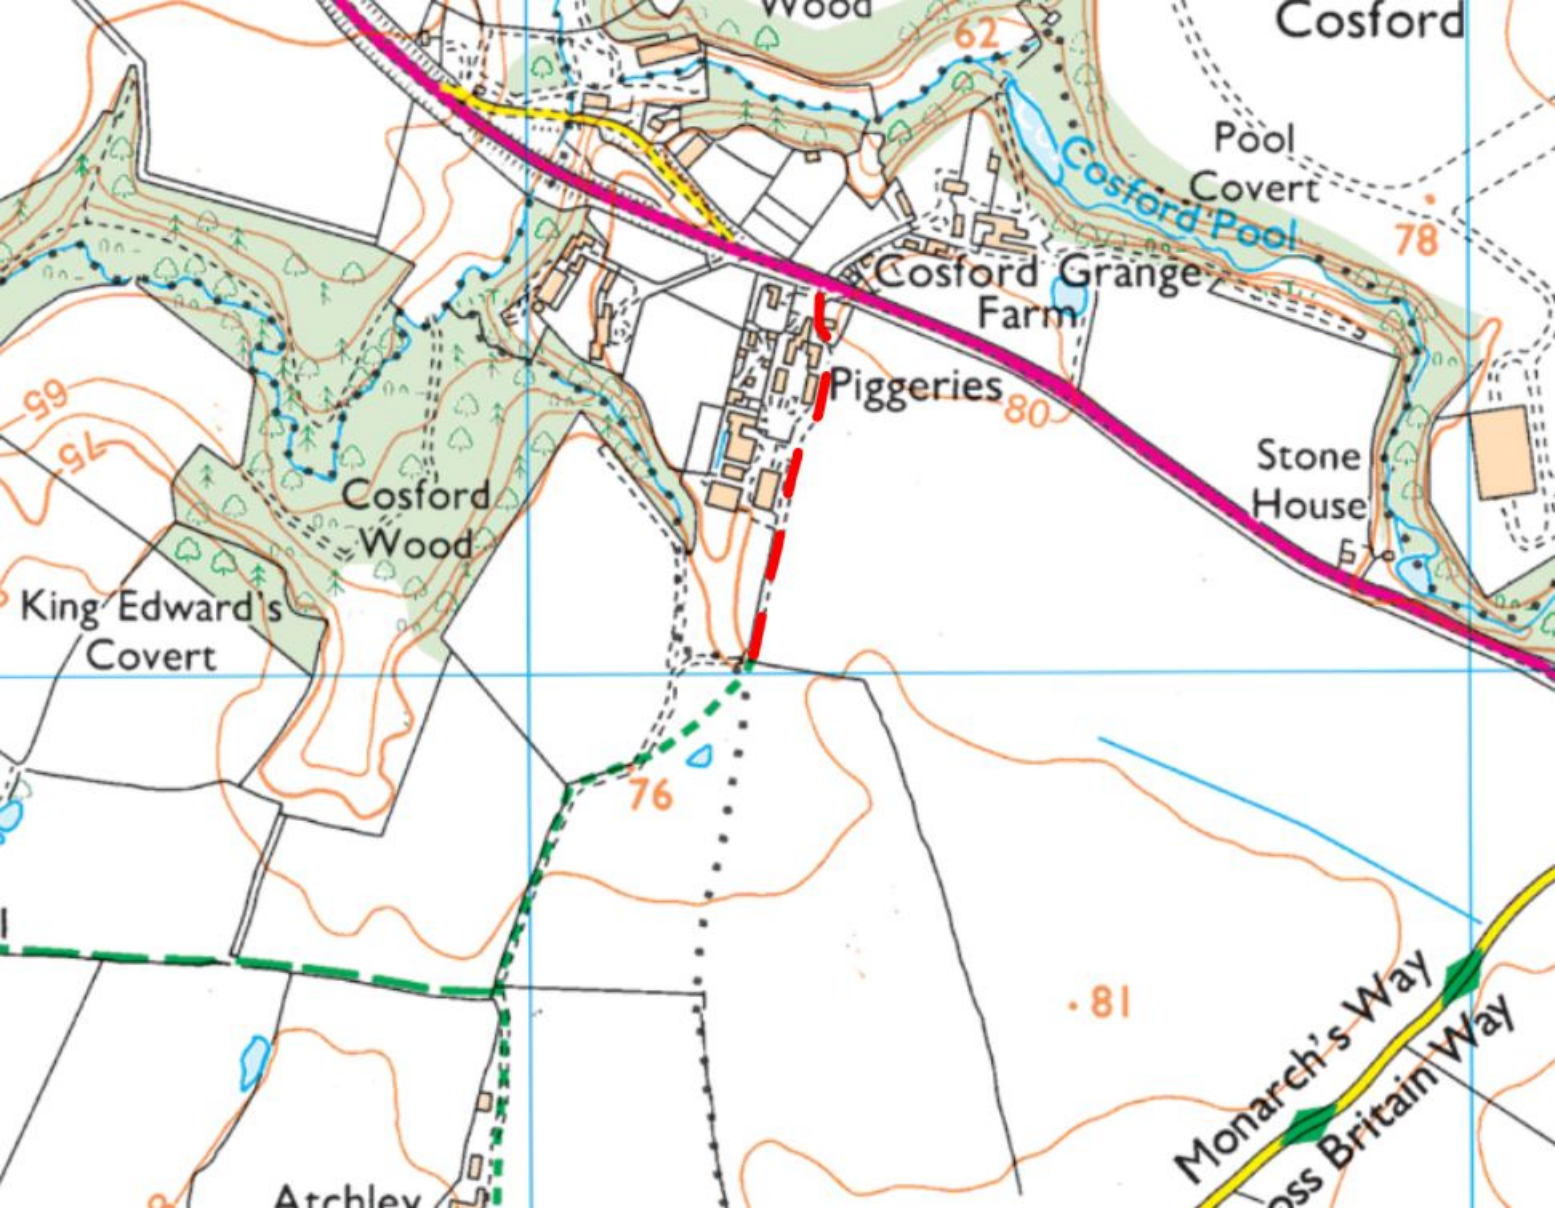 Wood
Cosford
62
Pool
Covert
Cosford Pool
78
Cosford Grange
Farm
Piggeries
80
65
75
Stone
House
Cosford
Wood
King Edward's
Covert
76
81
Monarch's Way
oss Britain Way
Atchley